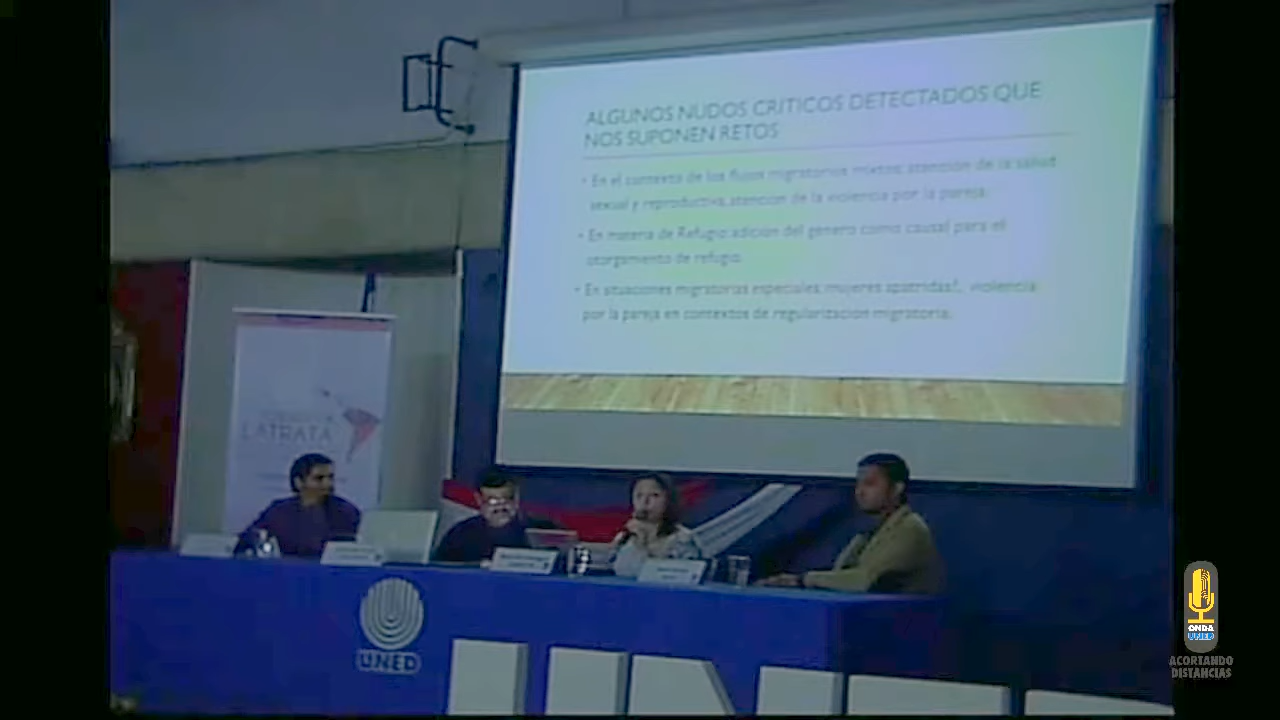 ALGUNOS NUDOS CRITICOS DETECTADOS QUE
NOS SUPONEN RETOS
• En el contexto de los flujos migratorios mixtos: atención de la salud
sexual y reproductiva, atención de la violencia por la pareja.
• En materia de Refugio adición del género como causal para el
otorgamiento de refugio.
• En situaciones migratorias especiales: mujeres apátridas?, violencia
por la pareja en contextos de regularización migratoria.
LA TRATA
UNED
ONDA
UNED
ACORTANDO
DISTANCIAS